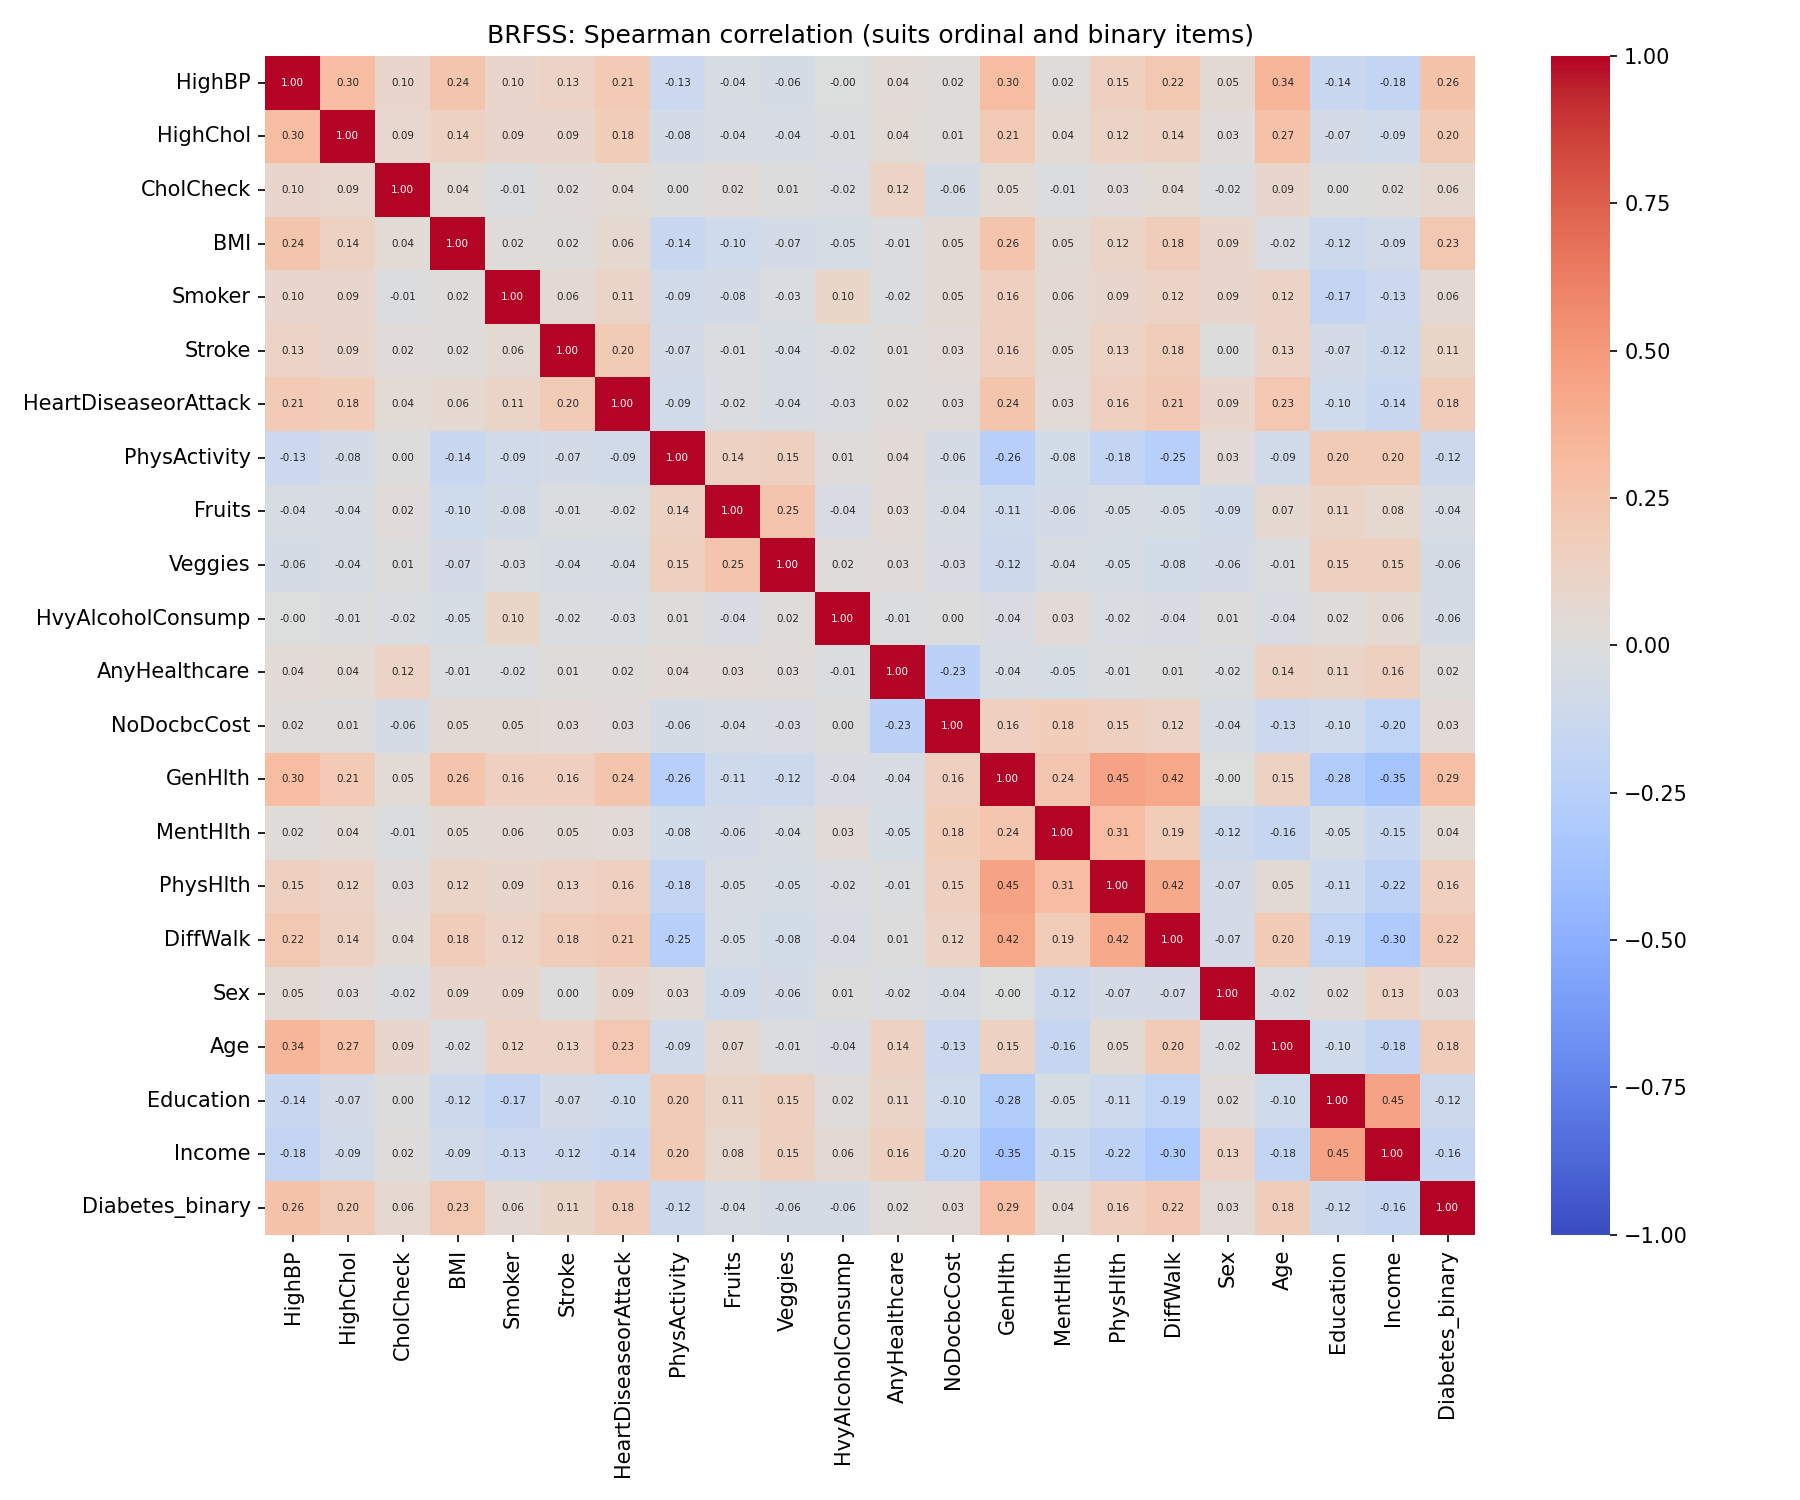 BRFSS: Spearman correlation (suits ordinal and binary items)
HighBP 1.00 0.30 0.10 0.24 0.10 0.13 0.21 -0.13 -0.04 -0.06 -0.00 0.04 0.02 0.30 0.02 0.15 0.22 0.05 0.34 -0.14 -0.18 0.26
HighChol 0.30 1.00 0.09 0.14 0.09 0.09 0.18 -0.08 -0.04 -0.04 -0.01 0.04 0.01 0.21 0.04 0.12 0.14 0.03 0.27 -0.07 -0.09 0.20
CholCheck 0.10 0.09 1.00 0.04 -0.01 0.02 0.04 0.00 0.02 0.01 -0.02 0.12 -0.06 0.05 -0.01 0.03 0.04 -0.02 0.09 0.00 0.02 0.06
BMI 0.24 0.14 0.04 1.00 0.02 0.02 0.06 -0.14 -0.10 -0.07 -0.05 -0.01 0.05 0.26 0.05 0.12 0.18 0.09 -0.02 -0.12 -0.09 0.23
Smoker 0.10 0.09 -0.01 0.02 1.00 0.06 0.11 -0.09 -0.08 -0.03 0.10 -0.02 0.05 0.16 0.06 0.09 0.12 0.09 0.12 -0.17 -0.13 0.06
Stroke 0.13 0.09 0.02 0.02 0.06 1.00 0.20 -0.07 -0.01 -0.04 -0.02 0.01 0.03 0.16 0.05 0.13 0.18 0.00 0.13 -0.07 -0.12 0.11
HeartDiseaseorAttack 0.21 0.18 0.04 0.06 0.11 0.20 1.00 -0.09 -0.02 -0.04 -0.03 0.02 0.03 0.24 0.03 0.16 0.21 0.09 0.23 -0.10 -0.14 0.18
PhysActivity -0.13 -0.08 0.00 -0.14 -0.09 -0.07 -0.09 1.00 0.14 0.15 0.01 0.04 -0.06 -0.26 -0.08 -0.18 -0.25 0.03 -0.09 0.20 0.20 -0.12
Fruits -0.04 -0.04 0.02 -0.10 -0.08 -0.01 -0.02 0.14 1.00 0.25 -0.04 0.03 -0.04 -0.11 -0.06 -0.05 -0.05 -0.09 0.07 0.11 0.08 -0.04
Veggies -0.06 -0.04 0.01 -0.07 -0.03 -0.04 -0.04 0.15 0.25 1.00 0.02 0.03 -0.03 -0.12 -0.04 -0.05 -0.08 -0.06 -0.01 0.15 0.15 -0.06
HvyAlcoholConsump -0.00 -0.01 -0.02 -0.05 0.10 -0.02 -0.03 0.01 -0.04 0.02 1.00 -0.01 0.00 -0.04 0.03 -0.02 -0.04 0.01 -0.04 0.02 0.06 -0.06
AnyHealthcare 0.04 0.04 0.12 -0.01 -0.02 0.01 0.02 0.04 0.03 0.03 -0.01 1.00 -0.23 -0.04 -0.05 -0.01 0.01 -0.02 0.14 0.11 0.16 0.02
NoDocbcCost 0.02 0.01 -0.06 0.05 0.05 0.03 0.03 -0.06 -0.04 -0.03 0.00 -0.23 1.00 0.16 0.18 0.15 0.12 -0.04 -0.13 -0.10 -0.20 0.03
GenHlth 0.30 0.21 0.05 0.26 0.16 0.16 0.24 -0.26 -0.11 -0.12 -0.04 -0.04 0.16 1.00 0.24 0.45 0.42 -0.00 0.15 -0.28 -0.35 0.29
MentHlth 0.02 0.04 -0.01 0.05 0.06 0.05 0.03 -0.08 -0.06 -0.04 0.03 -0.05 0.18 0.24 1.00 0.31 0.19 -0.12 -0.16 -0.05 -0.15 0.04
PhysHlth 0.15 0.12 0.03 0.12 0.09 0.13 0.16 -0.18 -0.05 -0.05 -0.02 -0.01 0.15 0.45 0.31 1.00 0.42 -0.07 0.05 -0.11 -0.22 0.16
DiffWalk 0.22 0.14 0.04 0.18 0.12 0.18 0.21 -0.25 -0.05 -0.08 -0.04 0.01 0.12 0.42 0.19 0.42 1.00 -0.07 0.20 -0.19 -0.30 0.22
Sex 0.05 0.03 -0.02 0.09 0.09 0.00 0.09 0.03 -0.09 -0.06 0.01 -0.02 -0.04 -0.00 -0.12 -0.07 -0.07 1.00 -0.02 0.02 0.13 0.03
Age 0.34 0.27 0.09 -0.02 0.12 0.13 0.23 -0.09 0.07 -0.01 -0.04 0.14 -0.13 0.15 -0.16 0.05 0.20 -0.02 1.00 -0.10 -0.18 0.18
Education -0.14 -0.07 0.00 -0.12 -0.17 -0.07 -0.10 0.20 0.11 0.15 0.02 0.11 -0.10 -0.28 -0.05 -0.11 -0.19 0.02 -0.10 1.00 0.45 -0.12
Income -0.18 -0.09 0.02 -0.09 -0.13 -0.12 -0.14 0.20 0.08 0.15 0.06 0.16 -0.20 -0.35 -0.15 -0.22 -0.30 0.13 -0.18 0.45 1.00 -0.16
Diabetes_binary 0.26 0.20 0.06 0.23 0.06 0.11 0.18 -0.12 -0.04 -0.06 -0.06 0.02 0.03 0.29 0.04 0.16 0.22 0.03 0.18 -0.12 -0.16 1.00
HighBP
HighChol
CholCheck
BMI
Smoker
Stroke
HeartDiseaseorAttack
PhysActivity
Fruits
Veggies
HvyAlcoholConsump
AnyHealthcare
NoDocbcCost
GenHlth
MentHlth
PhysHlth
DiffWalk
Sex
Age
Education
Income
Diabetes_binary
1.00
0.75
0.50
0.25
0.00
−0.25
−0.50
−0.75
−1.00